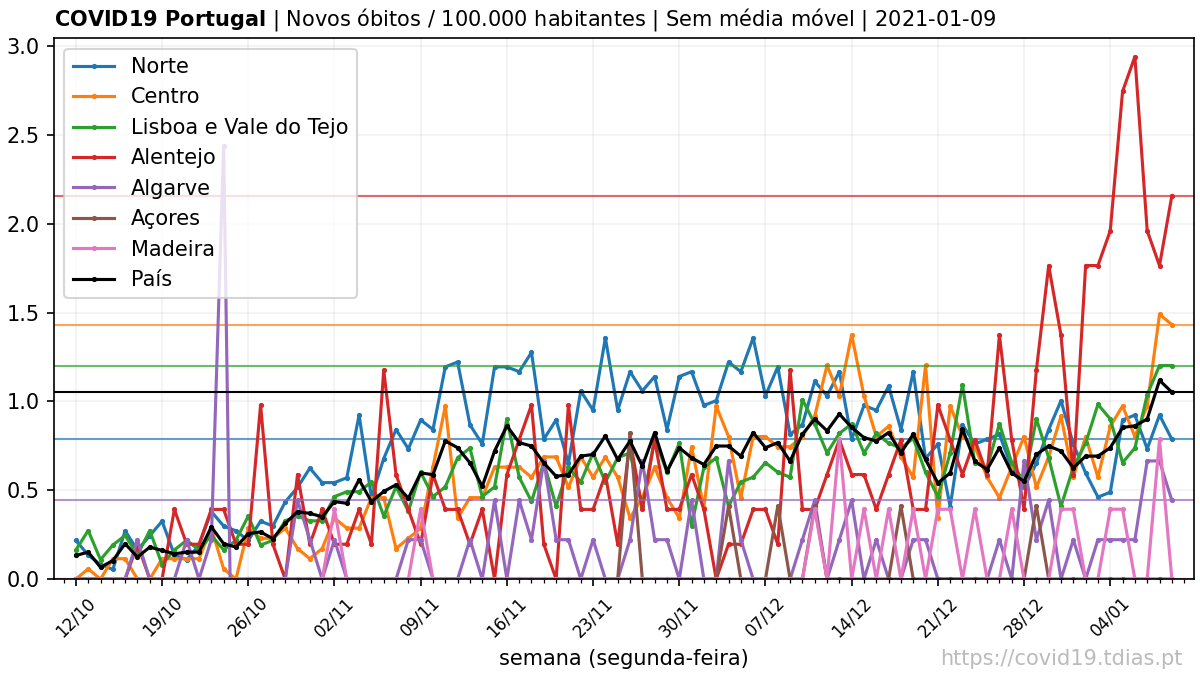 COVID19 Portugal | Novos óbitos / 100.000 habitantes | Sem média móvel | 2021-01-09
3.0
2.5
2.0
1.5
1.0
0.5
0.0
Norte
Centro
Lisboa e Vale do Tejo
Alentejo
Algarve
Açores
Madeira
País
12/10
19/10
26/10
02/11
09/11
16/11
23/11
30/11
07/12
14/12
21/12
28/12
04/01
semana (segunda-feira)
https://covid19.tdias.pt